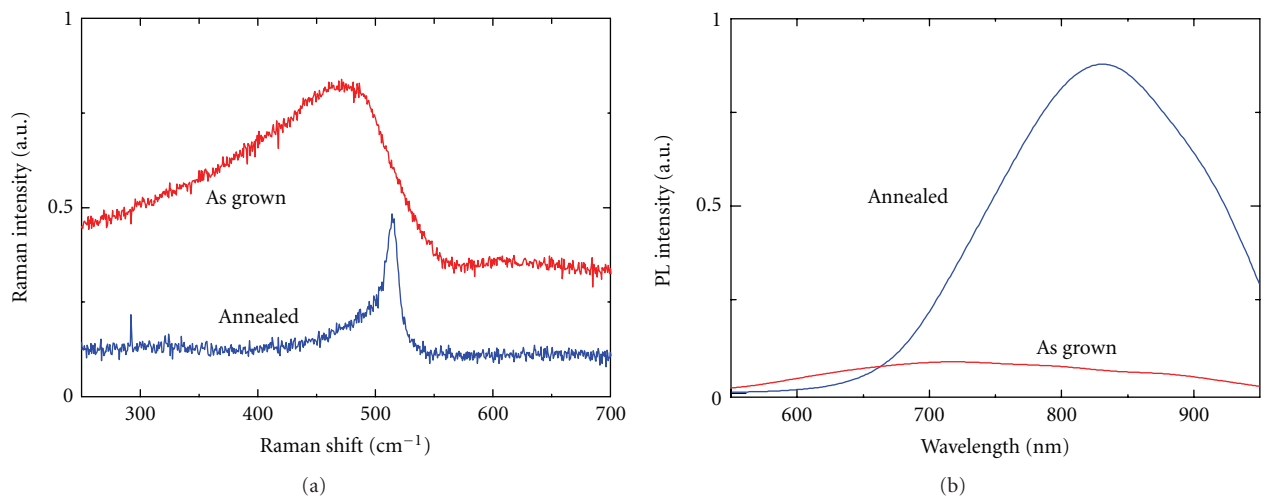 1
0.5
0
Raman intensity (a.u.)
As grown
Annealed
300 400 500 600 700
Raman shift (cm−1)
(a)
1
0.5
0
PL intensity (a.u.)
Annealed
As grown
600 700 800 900
Wavelength (nm)
(b)